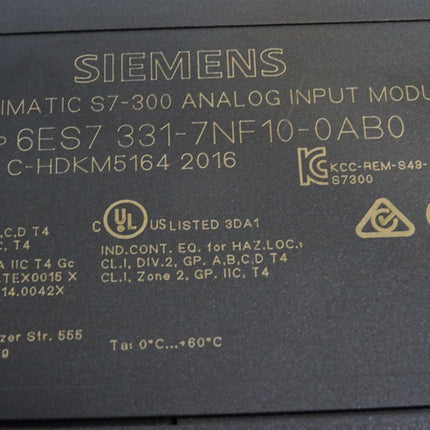 SIEMENS
IMATIC S7-300 ANALOG INPUT MODU
P 6ES7 331-7NF10-0AB0
C-HDKM5164 2016
KCC-REM-S49-
S7300
C UL US LISTED 3DA1
,C,D T4
C, T4
IND.CONT. EQ. for HAZ.LOC.:
A IIC T4 Gc
CL.I, DIV.2, GP. A,B,C,D T4
TEX0015 X
CL.I, Zone 2, GP. IIC, T4
14.0042X
zer Str. 555
g
Ta: 0°C...+60°C